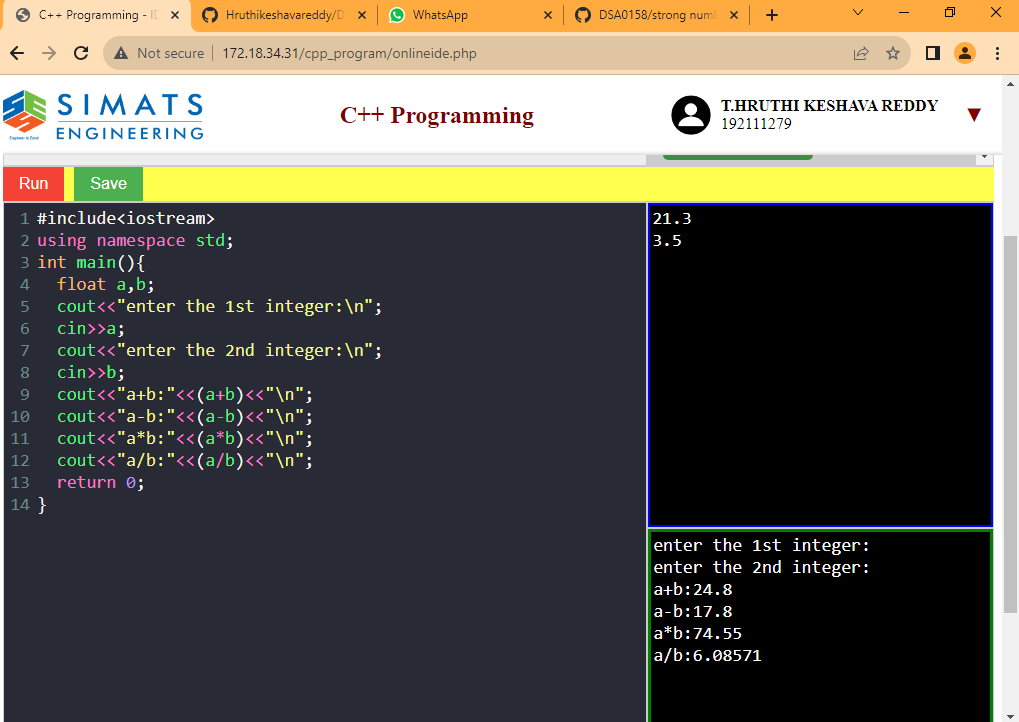 C++ Programming - ID
Hruthikeshavareddy/D
WhatsApp
DSA0158/strong numb
Not secure
172.18.34.31/cpp_program/onlineide.php
SIMATS
ENGINEERING
Engineer to Excel
C++ Programming
T.HRUTHI KESHAVA REDDY
192111279
Run
Save
1 #include<iostream>
2 using namespace std;
3 int main(){
4 float a,b;
5 cout<<"enter the 1st integer:\n";
6 cin>>a;
7 cout<<"enter the 2nd integer:\n";
8 cin>>b;
9 cout<<"a+b:"<<(a+b)<<"\n";
10 cout<<"a-b:"<<(a-b)<<"\n";
11 cout<<"a*b:"<<(a*b)<<"\n";
12 cout<<"a/b:"<<(a/b)<<"\n";
13 return 0;
14 }
21.3
3.5
enter the 1st integer:
enter the 2nd integer:
a+b:24.8
a-b:17.8
a*b:74.55
a/b:6.08571